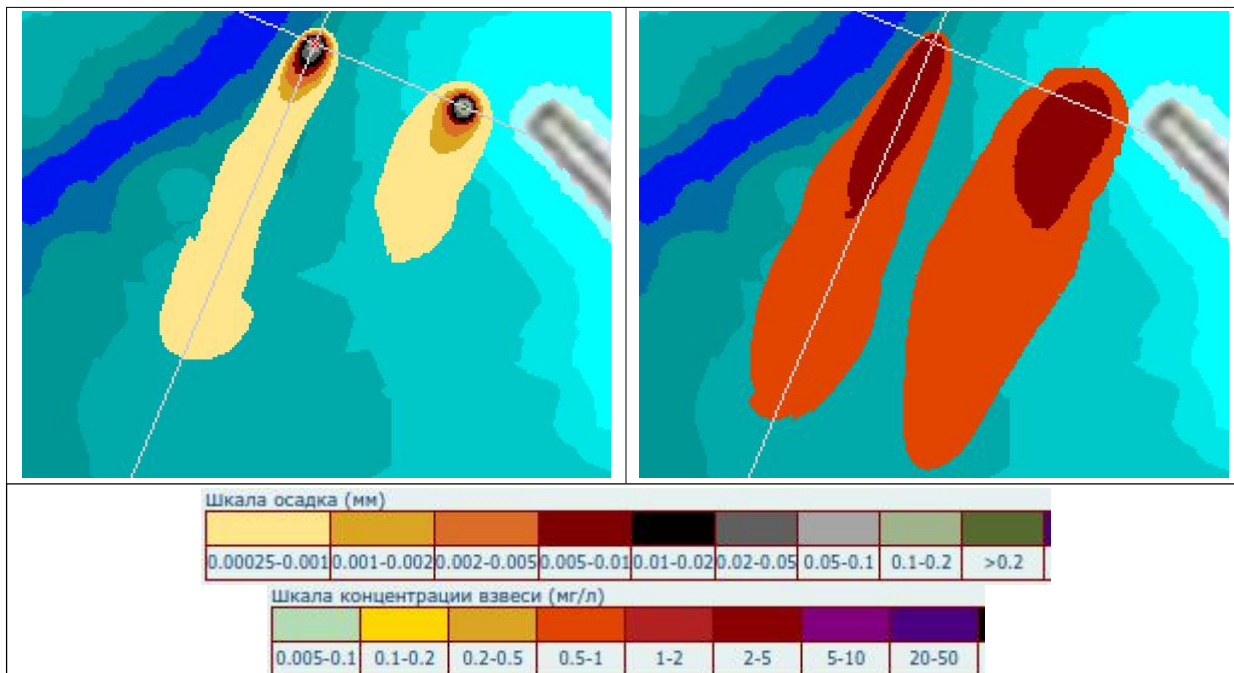 Шкала осадка (мм)
0.00025-0.001 0.001-0.002 0.002-0.005 0.005-0.01 0.01-0.02 0.02-0.05 0.05-0.1 0.1-0.2 >0.2
Шкала концентрации взвеси (мг/л)
0.005-0.1 0.1-0.2 0.2-0.5 0.5-1 1-2 2-5 5-10 20-50